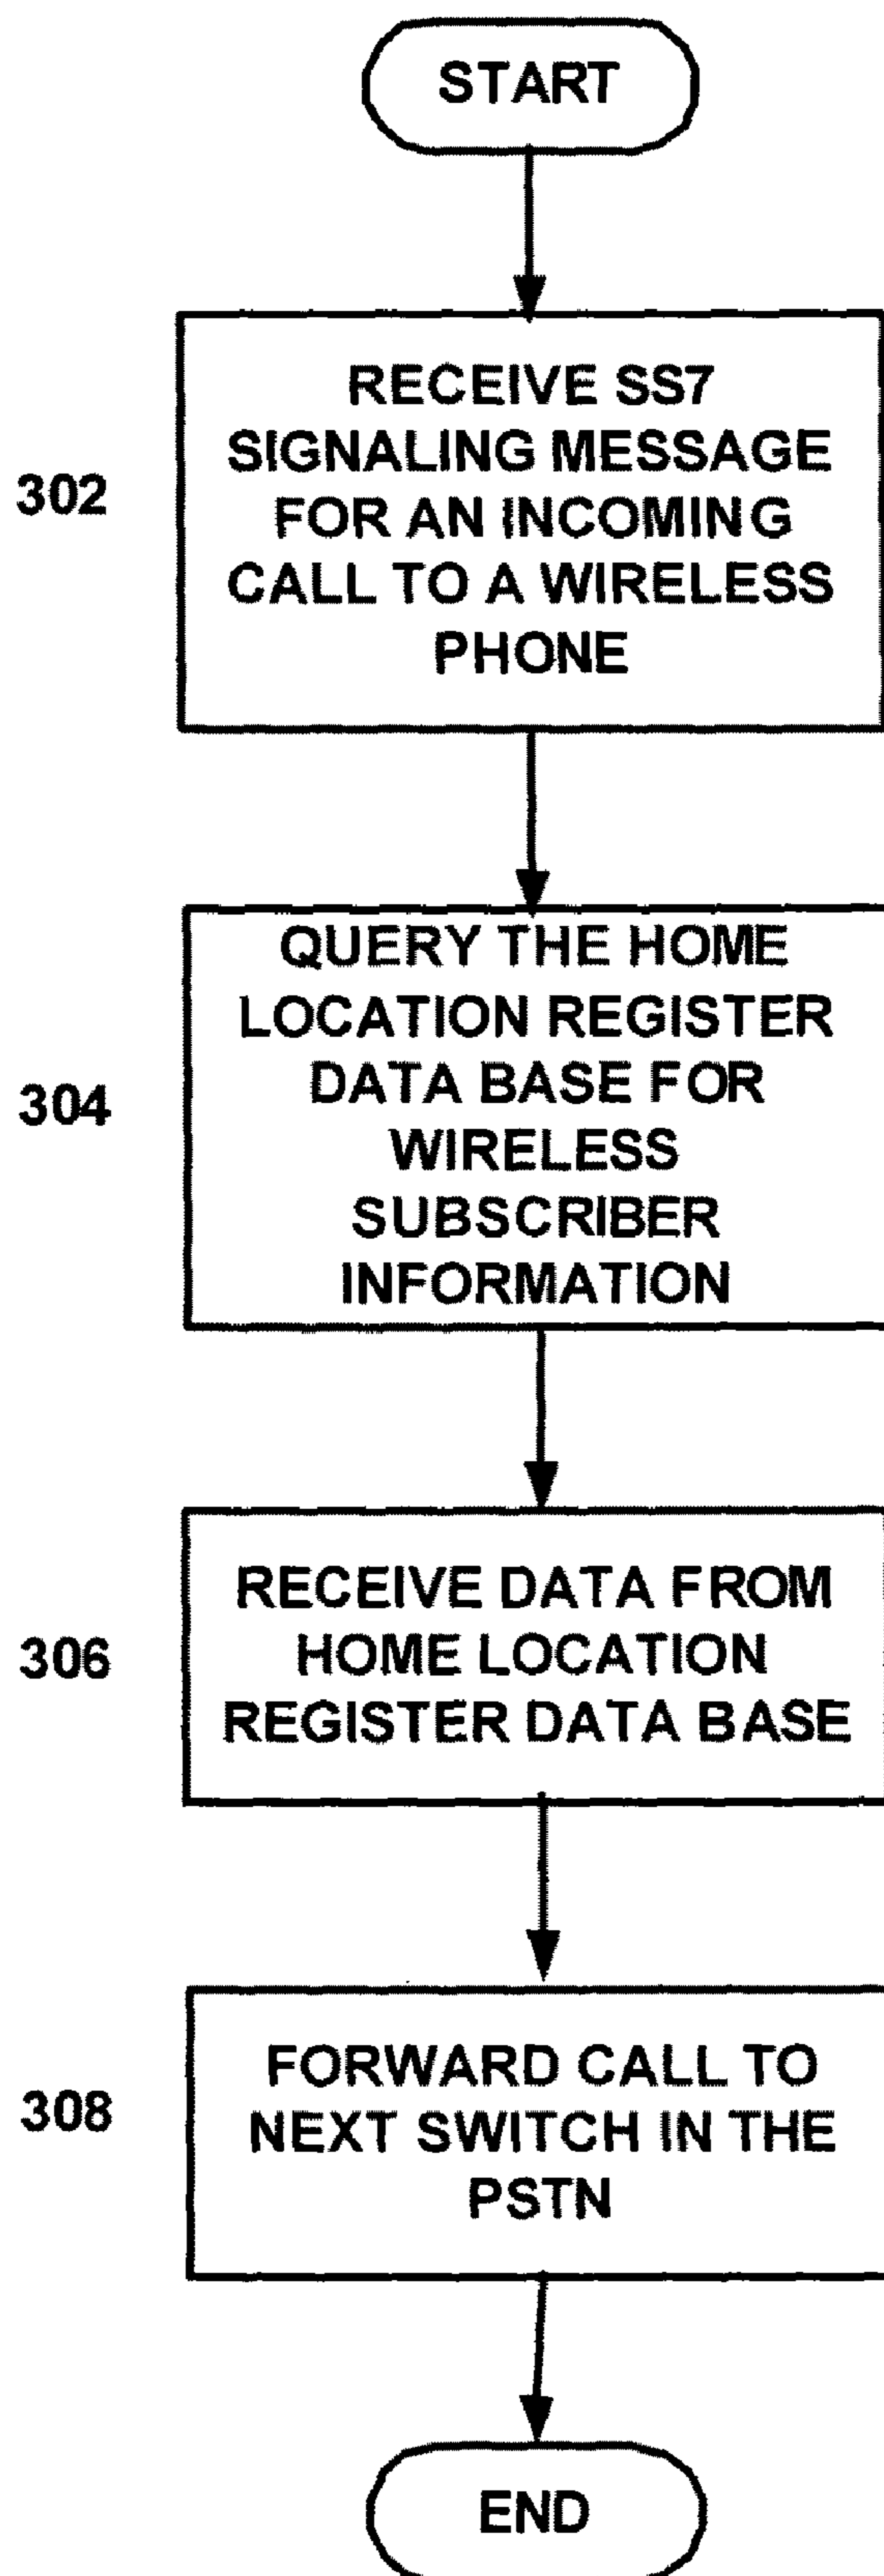 START
302
RECEIVE SS7
SIGNALING MESSAGE
FOR AN INCOMING
CALL TO A WIRELESS
PHONE
304
QUERY THE HOME
LOCATION REGISTER
DATA BASE FOR
WIRELESS
SUBSCRIBER
INFORMATION
306
RECEIVE DATA FROM
HOME LOCATION
REGISTER DATA BASE
308
FORWARD CALL TO
NEXT SWITCH IN THE
PSTN
END